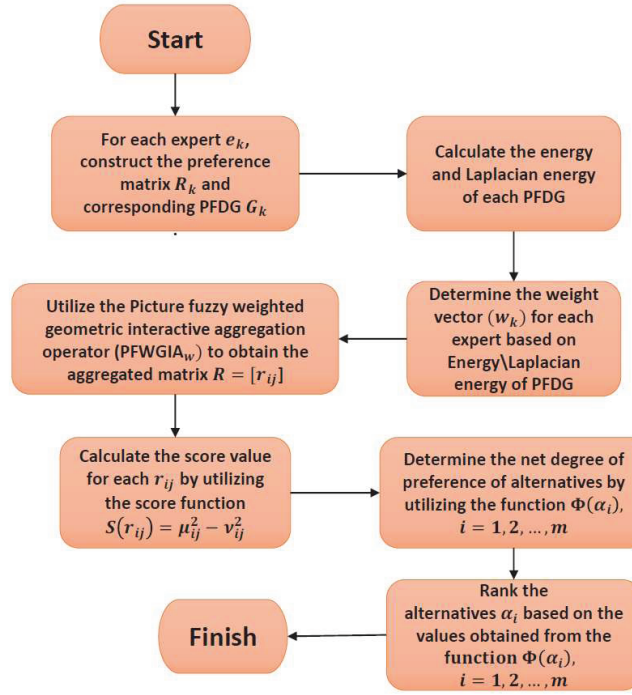 Start
For each expert e_k,
construct the preference
matrix R_k and
corresponding PFDG G_k
Calculate the energy
and Laplacian energy
of each PFDG
Determine the weight
vector (w_k) for each
expert based on
Energy\Laplacian
energy of PFDG
Utilize the Picture fuzzy weighted
geometric interactive aggregation
operator (PFWGIA_w) to obtain the
aggregated matrix R = [r_ij]
Calculate the score value
for each r_ij by utilizing
the score function
S(r_ij) = μ_ij^2 − ν_ij^2
Determine the net degree of
preference of alternatives by
utilizing the function Φ(α_i),
i = 1, 2, ..., m
Rank the
alternatives α_i based on the
values obtained from the
function Φ(α_i),
i = 1, 2, ..., m
Finish